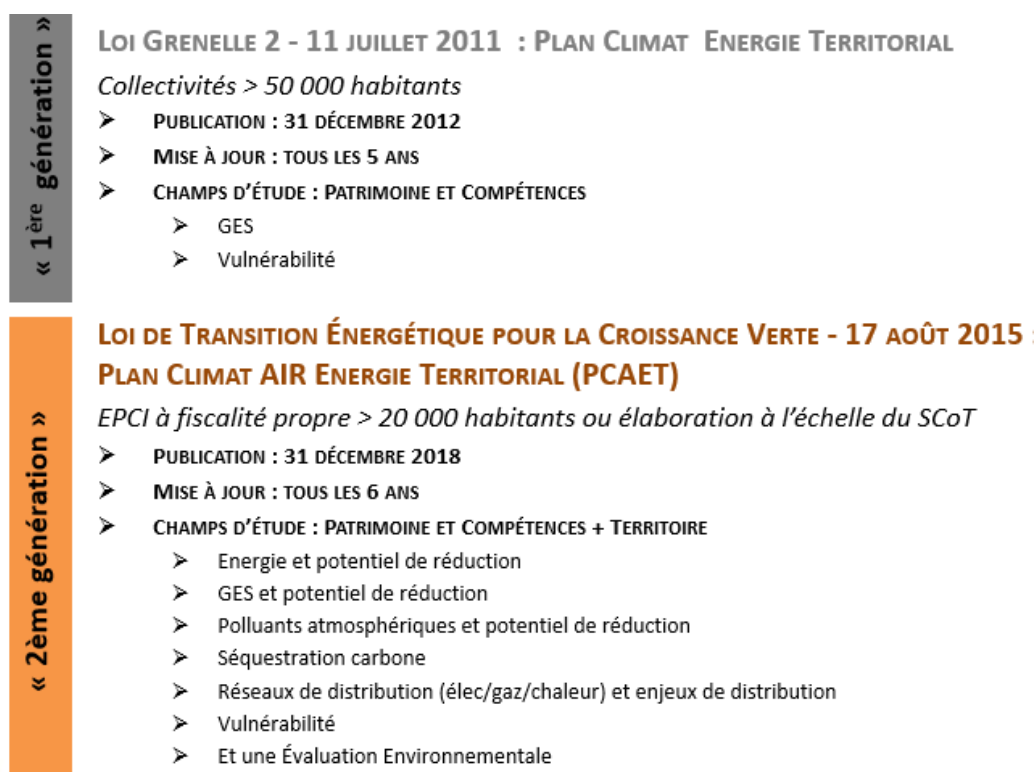 « 1ère génération »
LOI GRENELLE 2 - 11 JUILLET 2011 : PLAN CLIMAT ENERGIE TERRITORIAL
Collectivités > 50 000 habitants
➢ PUBLICATION : 31 DÉCEMBRE 2012
➢ MISE À JOUR : TOUS LES 5 ANS
➢ CHAMPS D'ÉTUDE : PATRIMOINE ET COMPÉTENCES
➢ GES
➢ Vulnérabilité
« 2ème génération »
LOI DE TRANSITION ÉNERGÉTIQUE POUR LA CROISSANCE VERTE - 17 AOÛT 2015 :
PLAN CLIMAT AIR ENERGIE TERRITORIAL (PCAET)
EPCI à fiscalité propre > 20 000 habitants ou élaboration à l'échelle du SCoT
➢ PUBLICATION : 31 DÉCEMBRE 2018
➢ MISE À JOUR : TOUS LES 6 ANS
➢ CHAMPS D'ÉTUDE : PATRIMOINE ET COMPÉTENCES + TERRITOIRE
➢ Energie et potentiel de réduction
➢ GES et potentiel de réduction
➢ Polluants atmosphériques et potentiel de réduction
➢ Séquestration carbone
➢ Réseaux de distribution (élec/gaz/chaleur) et enjeux de distribution
➢ Vulnérabilité
➢ Et une Évaluation Environnementale